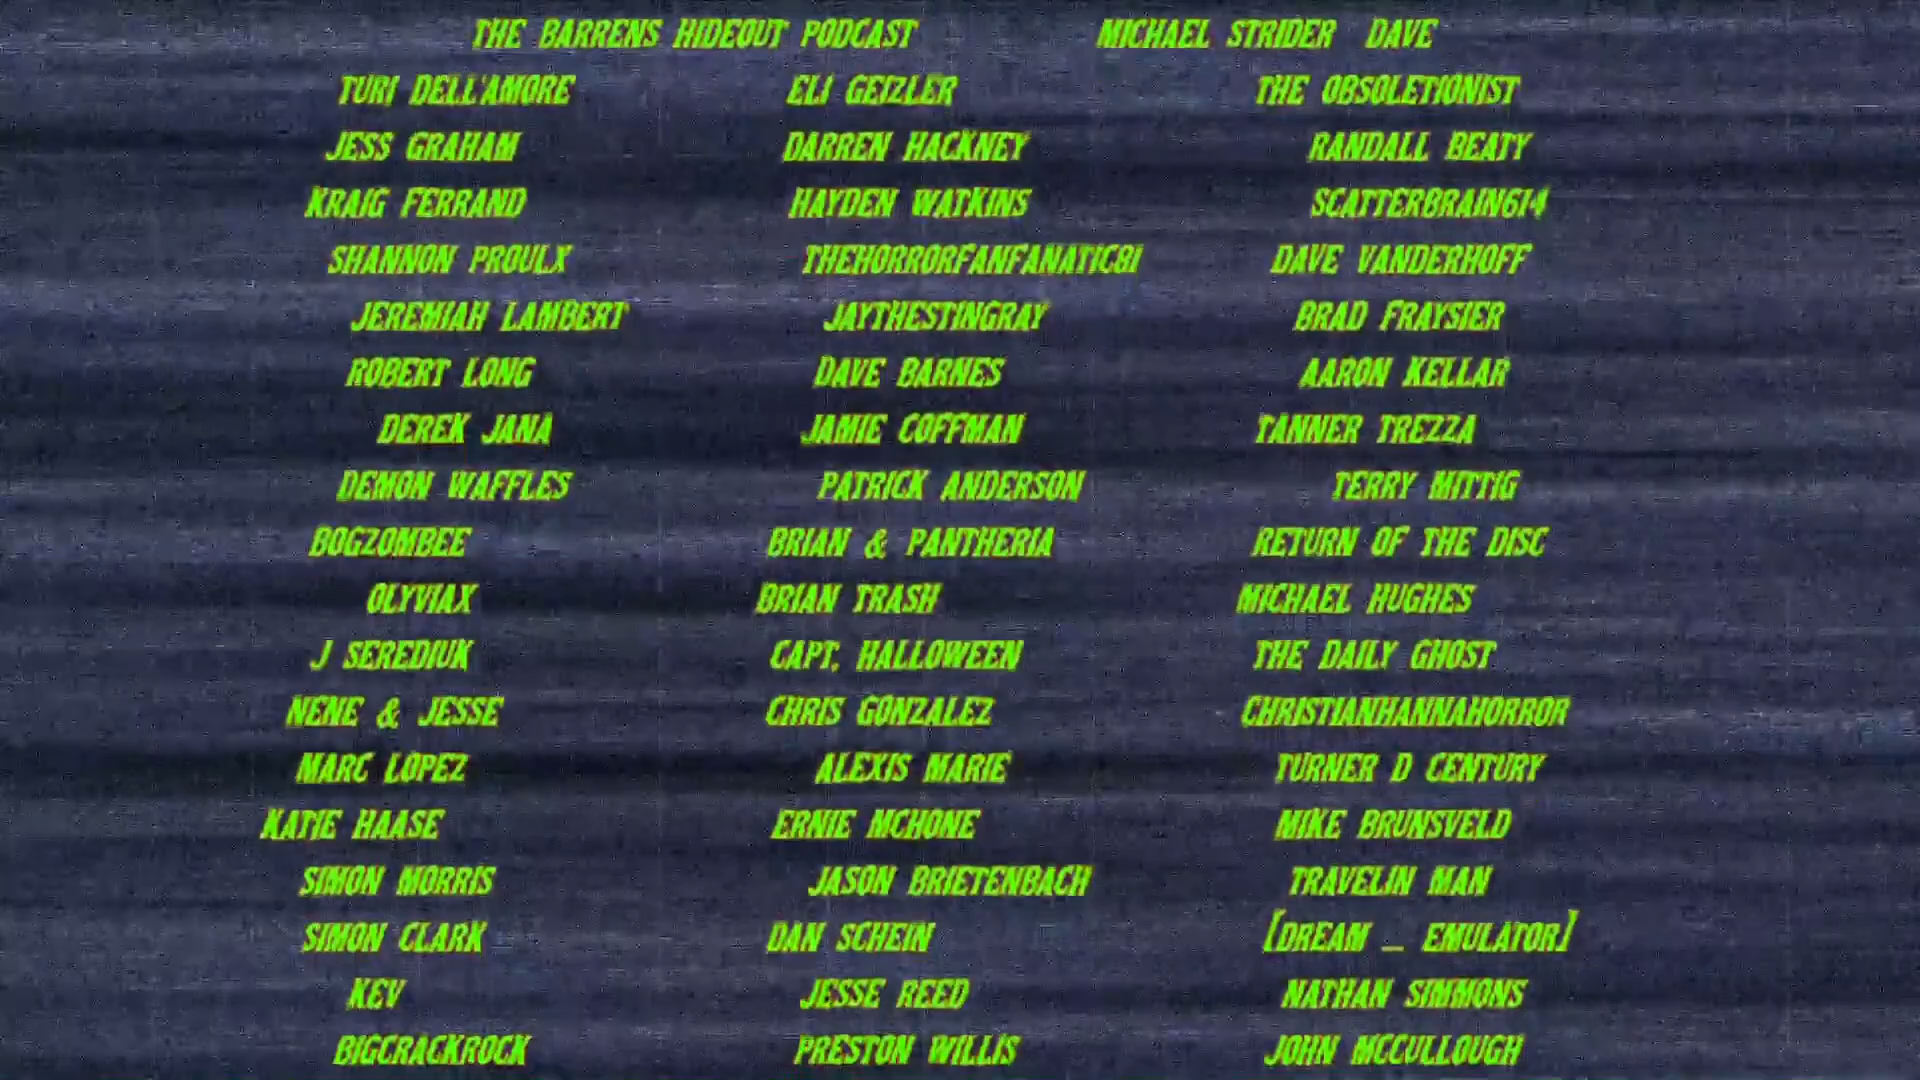 THE BARRENS HIDEOUT PODCAST MICHAEL STRIDER DAVE
TURI DELL'AMORE ELI GEIZLER THE OBSOLETIONIST
JESS GRAHAM DARREN HACKNEY RANDALL BEATY
KRAIG FERRAND HAYDEN WATKINS SCATTERBRAIN614
SHANNON PROULX THEHORRORFANFANATIC81 DAVE VANDERHOFF
JEREMIAH LAMBERT JAYTHESTINGRAY BRAD FRAYSIER
ROBERT LONG DAVE BARNES AARON KELLAR
DEREK JANA JAMIE COFFMAN TANNER TREZZA
DEMON WAFFLES PATRICK ANDERSON TERRY MITTIG
BOGZOMBEE BRIAN & PANTHERIA RETURN OF THE DISC
OLYVIAX BRIAN TRASH MICHAEL HUGHES
J SEREDIUK CAPT. HALLOWEEN THE DAILY GHOST
NENE & JESSE CHRIS GONZALEZ CHRISTIANHANNAHORROR
MARC LOPEZ ALEXIS MARIE TURNER D CENTURY
KATIE HAASE ERNIE MCHONE MIKE BRUNSVELD
SIMON MORRIS JASON BRIETENBACH TRAVELIN MAN
SIMON CLARK DAN SCHEIN [DREAM _ EMULATOR]
KEV JESSE REED NATHAN SIMMONS
BIGCRACKROCK PRESTON WILLIS JOHN MCCULLOUGH